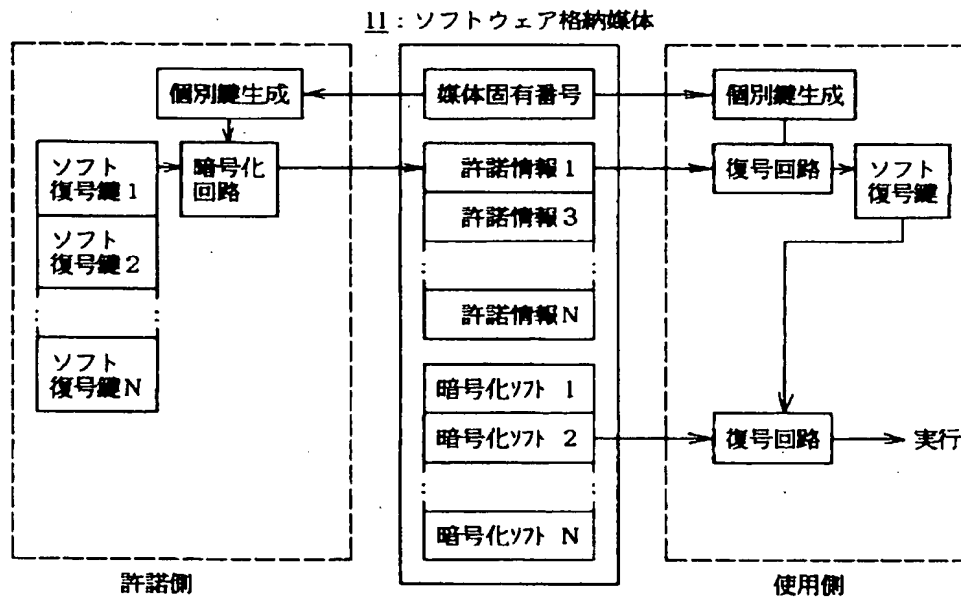 11：ソフトウェア格納媒体
個別鍵生成
ソフト
復号鍵1
暗号化
回路
ソフト
復号鍵2
ソフト
復号鍵N
許諾側
媒体固有番号
許諾情報1
許諾情報3
許諾情報N
暗号化ソフト 1
暗号化ソフト 2
暗号化ソフト N
個別鍵生成
復号回路
ソフト
復号鍵
復号回路
実行
使用側